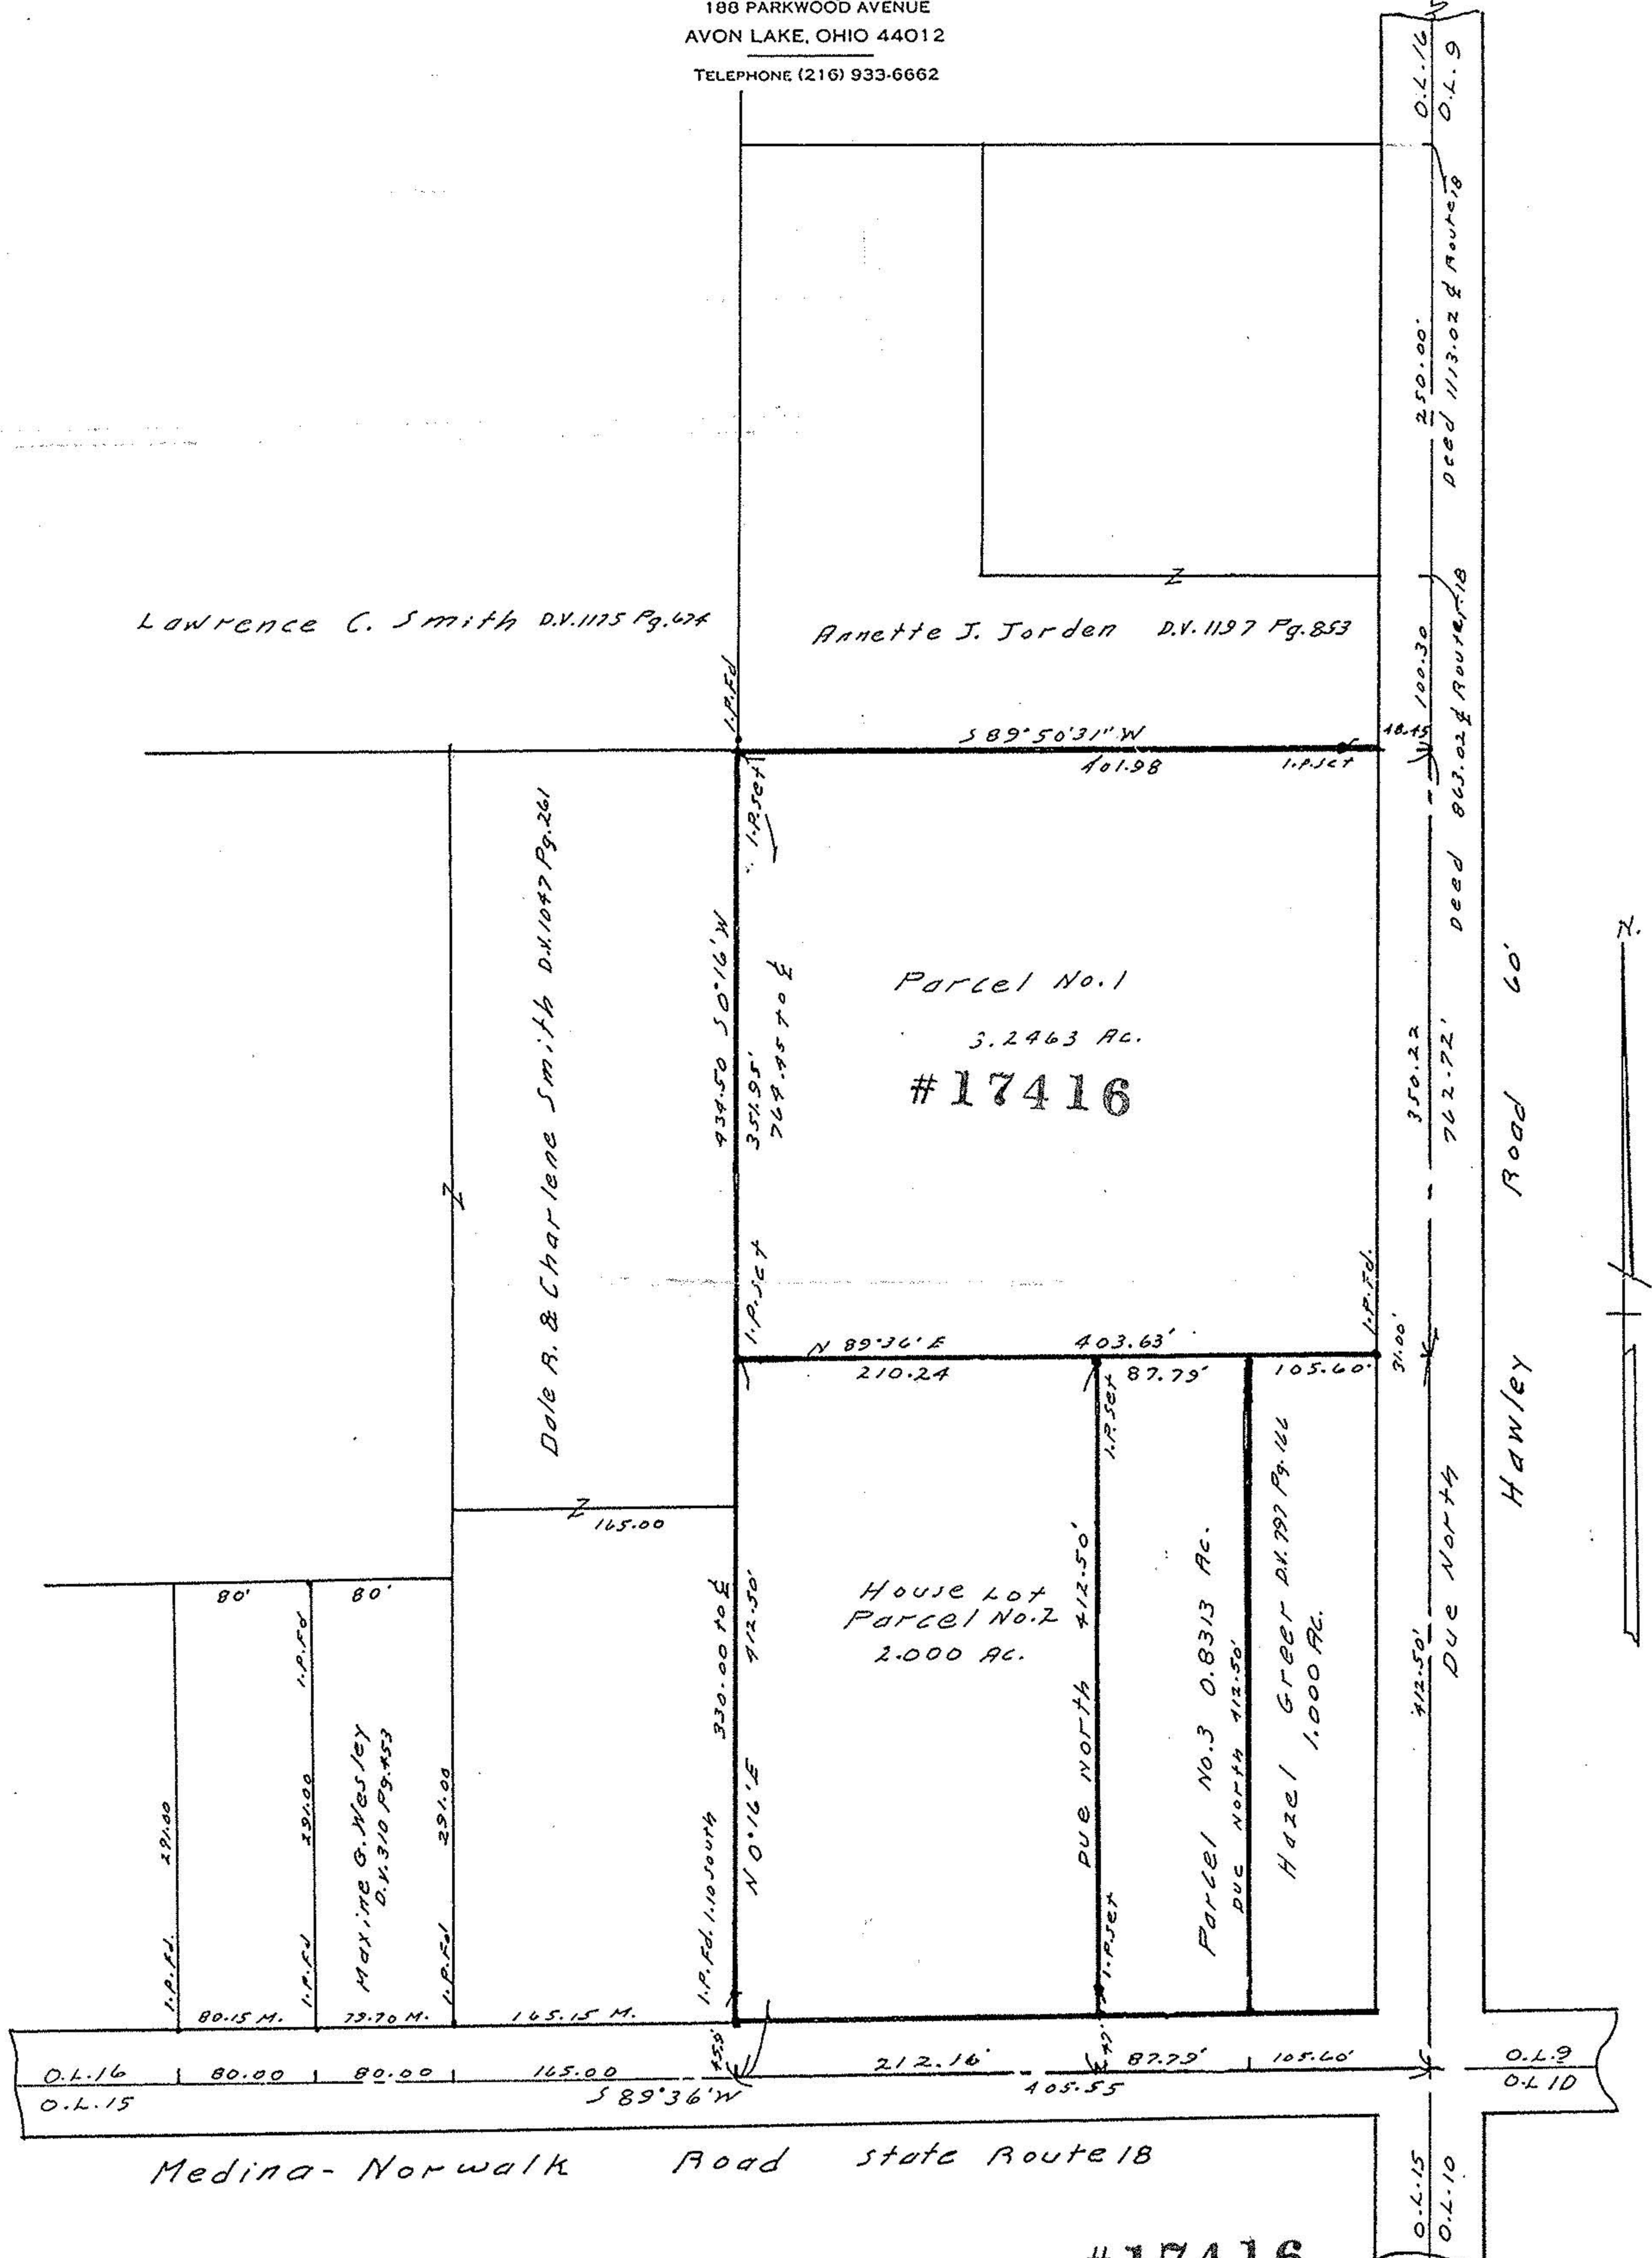 188 PARKWOOD AVENUE
AVON LAKE, OHIO 44012
TELEPHONE (216) 933-6662
O.L.16
O.L.9
250.00'
Deed 1113.02 ₵ Route 18
Lawrence C. Smith D.V.1175 Pg.674
Annette J. Jorden D.V. 1197 Pg.853
100.30
Deed 863.02 ₵ Route 18
I.P.Fd
S 89°50'31" W
401.98
I.P.set
48.45
I.P.set
Dale R. & Charlene Smith D.V.1047 Pg.261
434.50 S 0°16' W
351.95'
764.45 to ₵
Parcel No.1
3.2463 Ac.
#17416
350.22
762.72'
Hawley Road 60'
N.
I.P.set
I.P.Fd.
N 89°36' E 403.63'
210.24
87.79'
105.60'
31.00'
I.P.set
165.00
80'
80'
I.P.Fd
330.00 to ₵
412.50'
N 0°16' E
House Lot
Parcel No.2
2.000 Ac.
Due North 412.50'
Parcel No.3 0.8313 Ac.
Due North 412.50'
Hazel Greer D.V.797 Pg.166
1.000 Ac.
412.50'
Due North
291.00
291.00
291.00
Maxine G. Wesley
D.V.310 Pg.453
I.P.Fd.
I.P.Fd
I.P.Fd
I.P.Fd. 1.10 South
I.P.set
80.15 M.
79.70 M.
165.15 M.
O.L.16
80.00
80.00
165.00
212.16'
87.79'
105.60'
O.L.9
O.L.15
S 89°36' W
405.55
O.L 10
Medina-Norwalk Road State Route 18
O.L.15
O.L.10
#17416